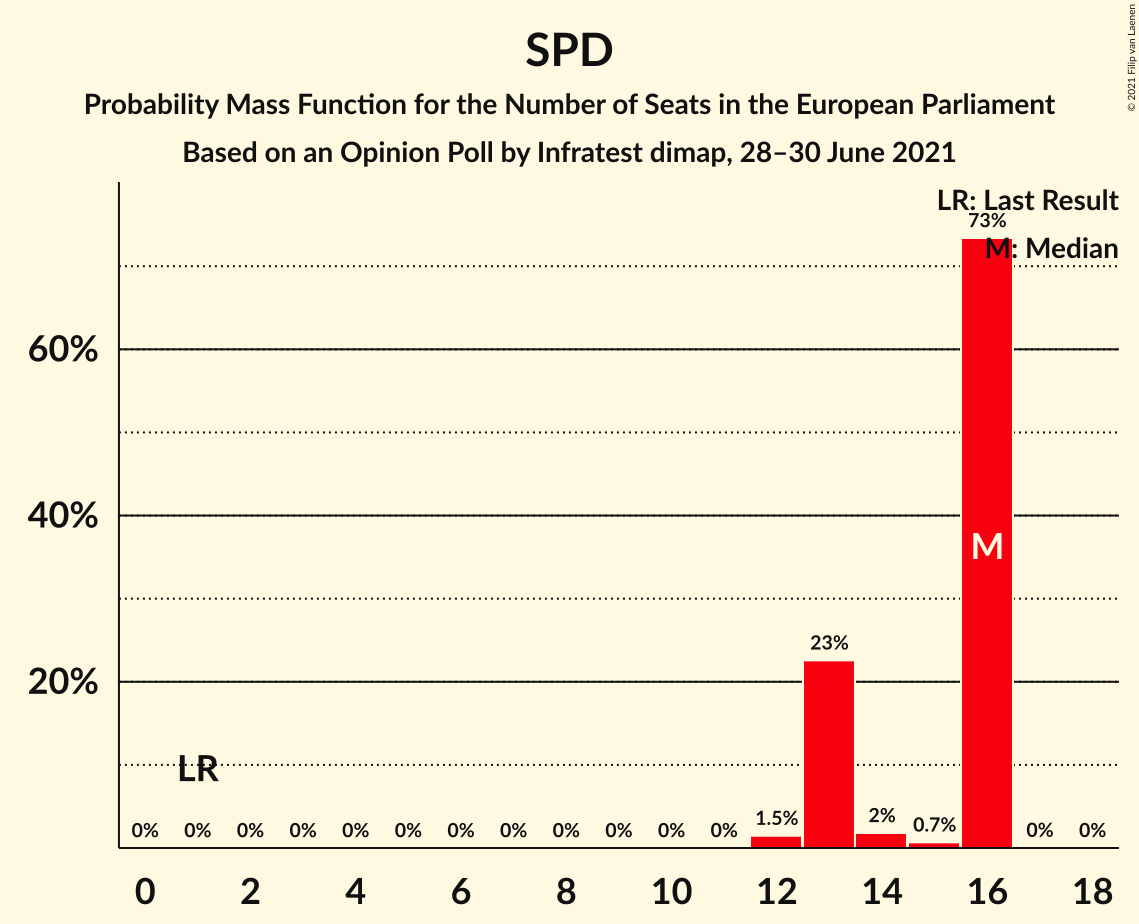 SPD
Probability Mass Function for the Number of Seats in the European Parliament
Based on an Opinion Poll by Infratest dimap, 28–30 June 2021
© 2021 Filip van Laenen
LR: Last Result
73%
M: Median
60%
40%
M
23%
20%
LR
0% 0% 0% 0% 0% 0% 0% 0% 0% 0% 0% 0% 1.5% 2% 0.7% 0% 0%
0 2 4 6 8 10 12 14 16 18